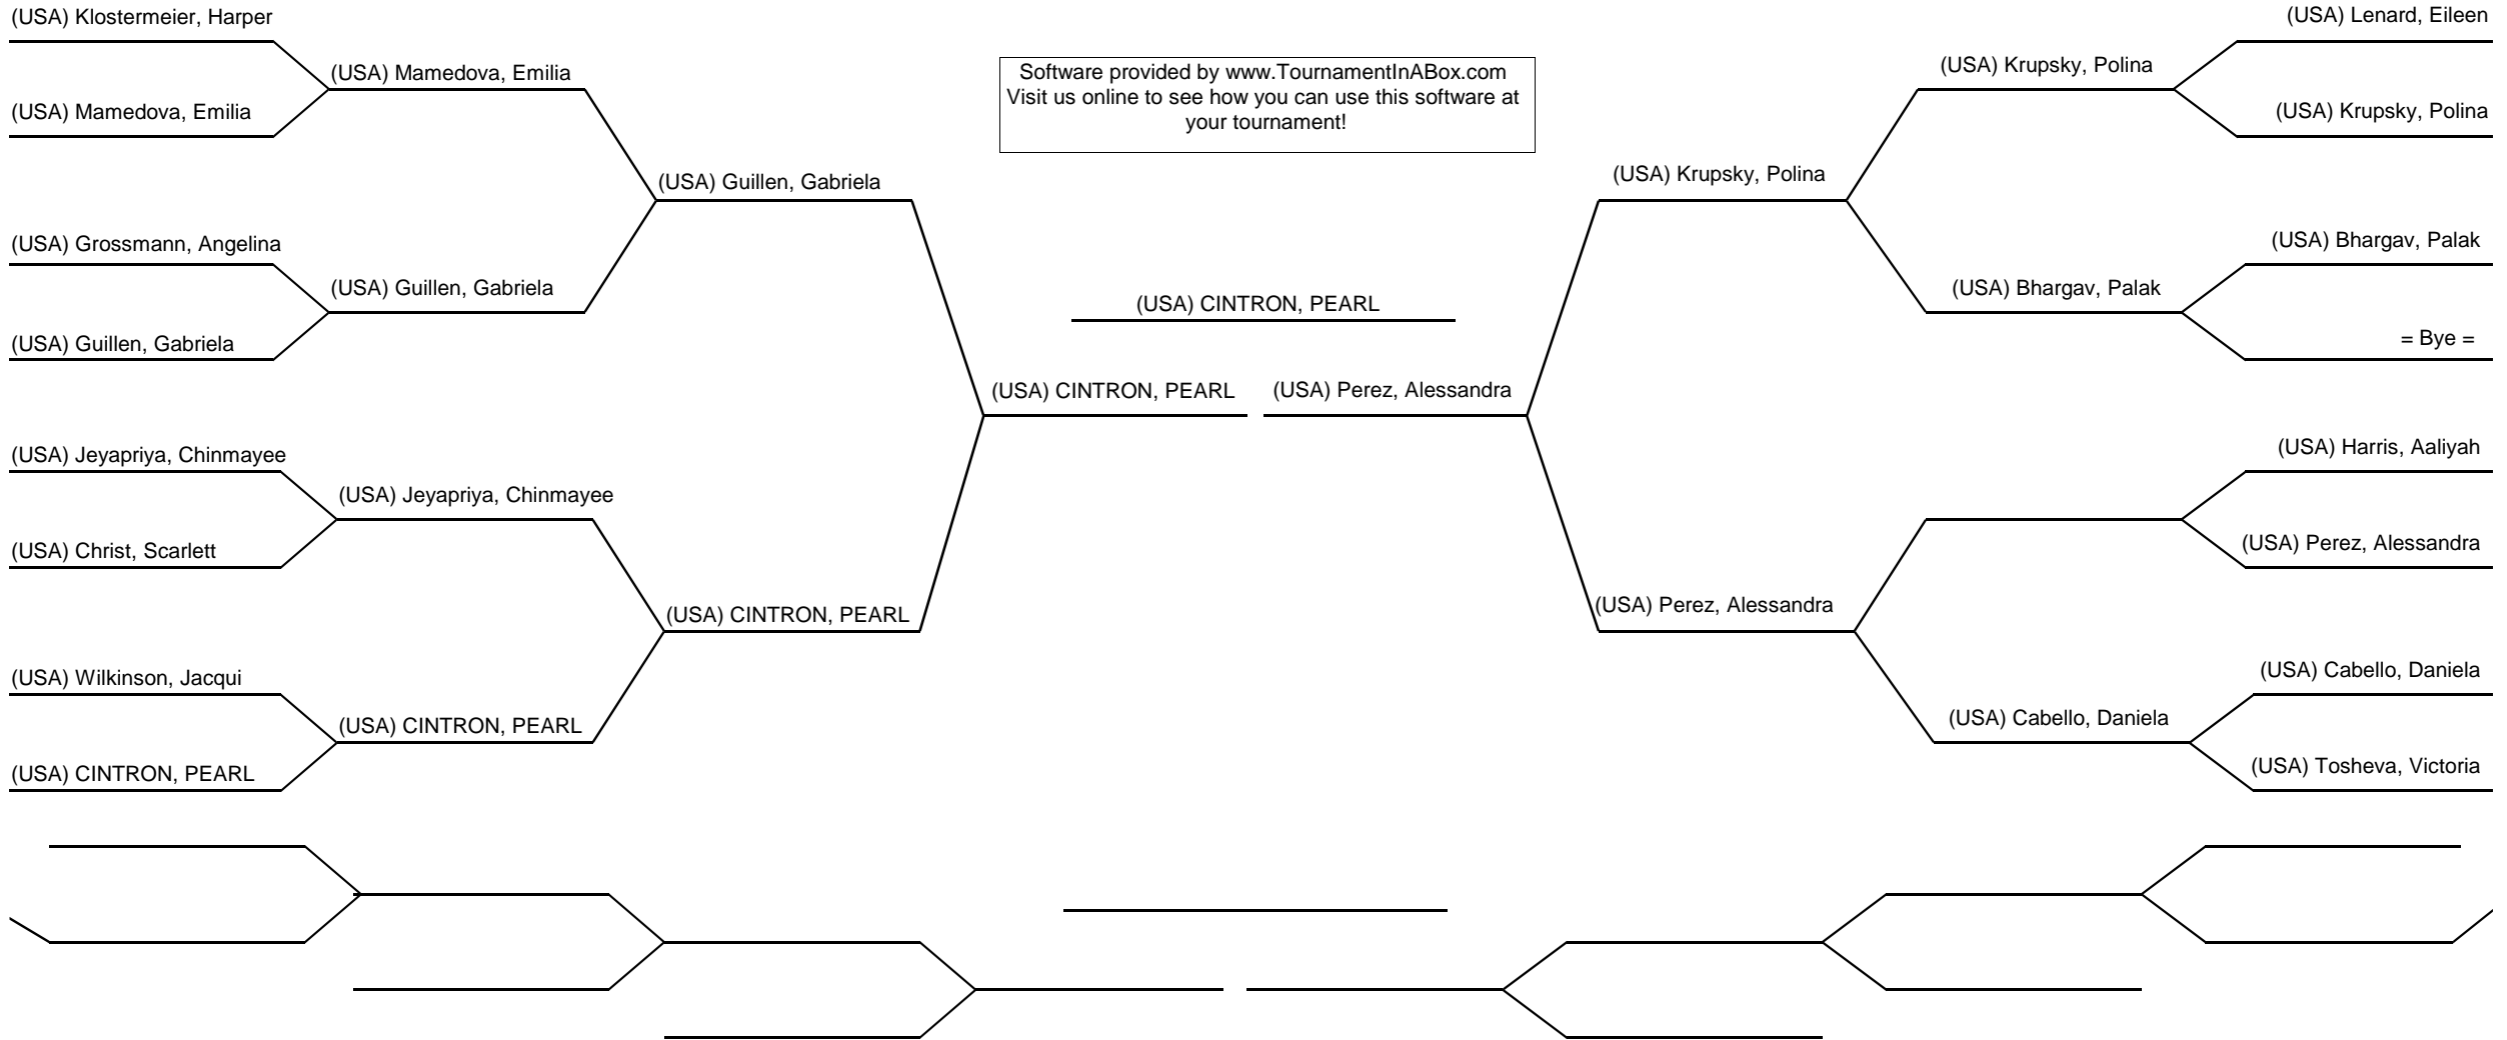 (USA) Klostermeier, Harper
(USA) Mamedova, Emilia
(USA) Grossmann, Angelina
(USA) Guillen, Gabriela
(USA) Jeyapriya, Chinmayee
(USA) Christ, Scarlett
(USA) Wilkinson, Jacqui
(USA) CINTRON, PEARL
(USA) Mamedova, Emilia
(USA) Guillen, Gabriela
(USA) Jeyapriya, Chinmayee
(USA) CINTRON, PEARL
(USA) Guillen, Gabriela
(USA) CINTRON, PEARL
Software provided by www.TournamentInABox.com
Visit us online to see how you can use this software at
your tournament!
(USA) CINTRON, PEARL
(USA) CINTRON, PEARL
(USA) Perez, Alessandra
(USA) Krupsky, Polina
(USA) Perez, Alessandra
(USA) Krupsky, Polina
(USA) Bhargav, Palak
(USA) Cabello, Daniela
(USA) Lenard, Eileen
(USA) Krupsky, Polina
(USA) Bhargav, Palak
= Bye =
(USA) Harris, Aaliyah
(USA) Perez, Alessandra
(USA) Cabello, Daniela
(USA) Tosheva, Victoria